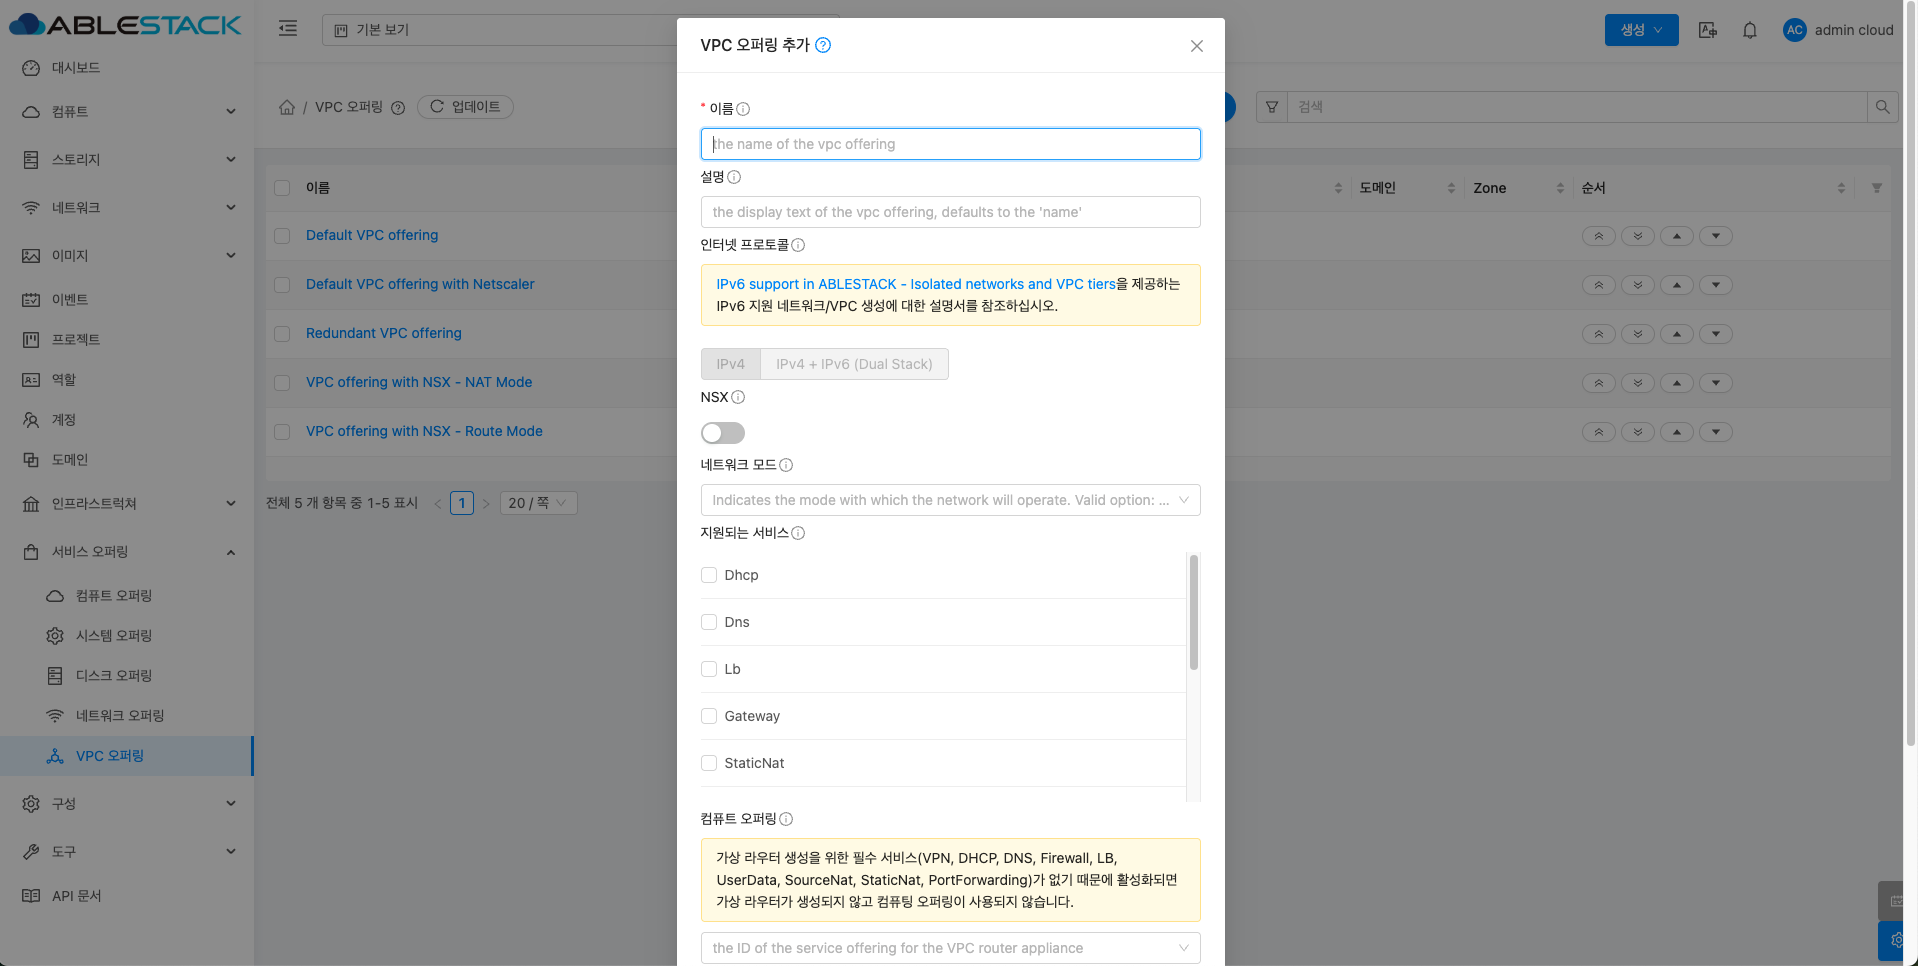 ABLESTACK
기본 보기
생성
AC
admin cloud
대시보드
컴퓨트
스토리지
네트워크
이미지
이벤트
프로젝트
역할
계정
도메인
인프라스트럭쳐
서비스 오퍼링
컴퓨트 오퍼링
시스템 오퍼링
디스크 오퍼링
네트워크 오퍼링
VPC 오퍼링
구성
도구
API 문서
/ VPC 오퍼링
업데이트
검색
이름
도메인
Zone
순서
Default VPC offering
Default VPC offering with Netscaler
Redundant VPC offering
VPC offering with NSX - NAT Mode
VPC offering with NSX - Route Mode
전체 5 개 항목 중 1-5 표시
1
20 / 쪽
VPC 오퍼링 추가
* 이름
the name of the vpc offering
설명
the display text of the vpc offering, defaults to the 'name'
인터넷 프로토콜
IPv6 support in ABLESTACK - Isolated networks and VPC tiers을 제공하는
IPv6 지원 네트워크/VPC 생성에 대한 설명서를 참조하십시오.
IPv4
IPv4 + IPv6 (Dual Stack)
NSX
네트워크 모드
Indicates the mode with which the network will operate. Valid option: ...
지원되는 서비스
Dhcp
Dns
Lb
Gateway
StaticNat
컴퓨트 오퍼링
가상 라우터 생성을 위한 필수 서비스(VPN, DHCP, DNS, Firewall, LB,
UserData, SourceNat, StaticNat, PortForwarding)가 없기 때문에 활성화되면
가상 라우터가 생성되지 않고 컴퓨팅 오퍼링이 사용되지 않습니다.
the ID of the service offering for the VPC router appliance